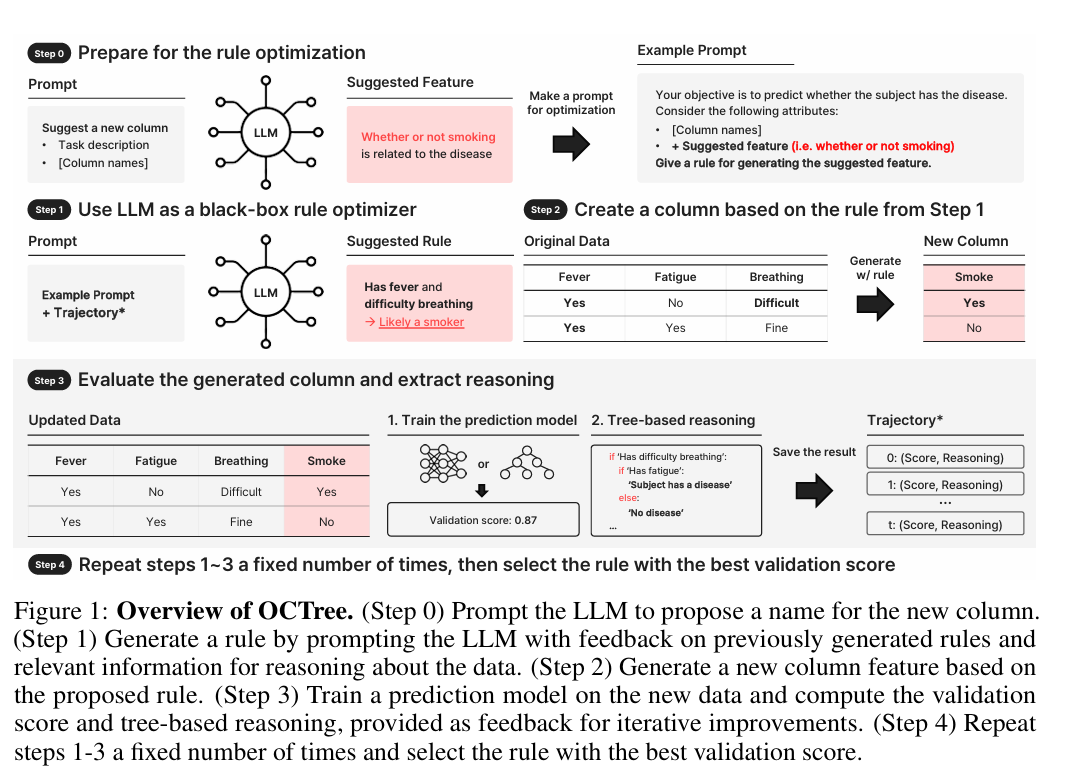 Step 0 Prepare for the rule optimization
Prompt
Suggest a new column
• Task description
• [Column names]
LLM
Suggested Feature
Whether or not smoking
is related to the disease
Make a prompt
for optimization
Example Prompt
Your objective is to predict whether the subject has the disease.
Consider the following attributes:
• [Column names]
• + Suggested feature (i.e. whether or not smoking)
Give a rule for generating the suggested feature.
Step 1 Use LLM as a black-box rule optimizer
Prompt
Example Prompt
+ Trajectory*
LLM
Suggested Rule
Has fever and
difficulty breathing
→ Likely a smoker
Step 2 Create a column based on the rule from Step 1
Original Data
Fever Fatigue Breathing
Yes No Difficult
Yes Yes Fine
Generate
w/ rule
New Column
Smoke
Yes
No
Step 3 Evaluate the generated column and extract reasoning
Updated Data
Fever Fatigue Breathing Smoke
Yes No Difficult Yes
Yes Yes Fine No
1. Train the prediction model
or
Validation score: 0.87
2. Tree-based reasoning
if ‘Has difficulty breathing’:
if ‘Has fatigue’:
‘Subject has a disease’
else:
‘No disease’
...
Save the result
Trajectory*
0: (Score, Reasoning)
1: (Score, Reasoning)
...
t: (Score, Reasoning)
Step 4 Repeat steps 1~3 a fixed number of times, then select the rule with the best validation score
Figure 1: Overview of OCTree. (Step 0) Prompt the LLM to propose a name for the new column.
(Step 1) Generate a rule by prompting the LLM with feedback on previously generated rules and
relevant information for reasoning about the data. (Step 2) Generate a new column feature based on
the proposed rule. (Step 3) Train a prediction model on the new data and compute the validation
score and tree-based reasoning, provided as feedback for iterative improvements. (Step 4) Repeat
steps 1-3 a fixed number of times and select the rule with the best validation score.